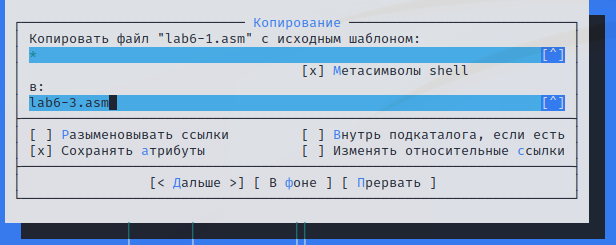 Копирование
Копировать файл "lab6-1.asm" с исходным шаблоном:
* [^]
[x] Метасимволы shell
в:
lab6-3.asm [^]
[ ] Разыменовывать ссылки [ ] Внутрь подкаталога, если есть
[x] Сохранять атрибуты [ ] Изменять относительные ссылки
[< Дальше >] [ В фоне ] [ Прервать ]